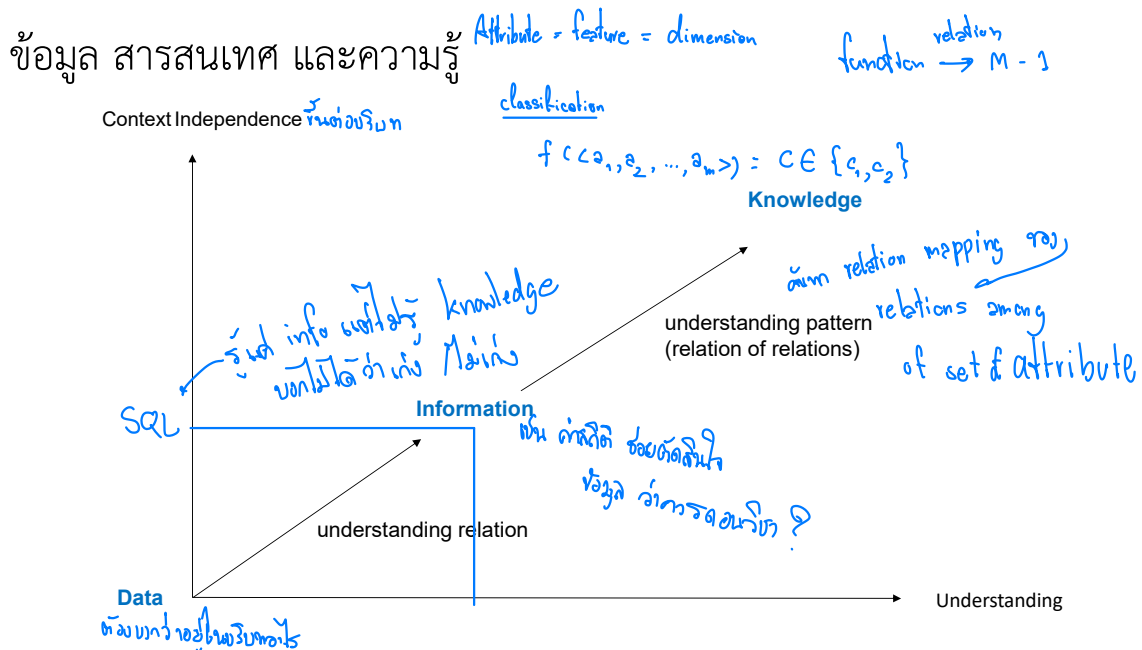 ข้อมูล สารสนเทศ และความรู้
Attribute = feature = dimension
relation
function → M - 1
classification
Context Independence ขึ้นต่อบริบท
f(<a₁, a₂, ..., aₘ>) = C ∈ {c₁, c₂}
Knowledge
ค้นหา relation mapping ของ
relations among
of set of attribute
understanding pattern
(relation of relations)
รู้แต่ info แต่ไม่รู้ knowledge
บอกไม่ได้ว่า เก่ง / ไม่เก่ง
SQL
Information
เป็น ค่าสถิติ ช่วยตัดสินใจ
ข้อมูล ว่าควรถอนวิชา ?
understanding relation
Data
ต้องบอกว่าอยู่ในบริบทอะไร
Understanding